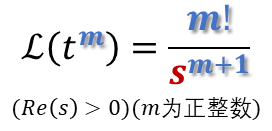 ℒ(t^m) = m!/s^{m+1}
(Re(s) > 0)(m为正整数)